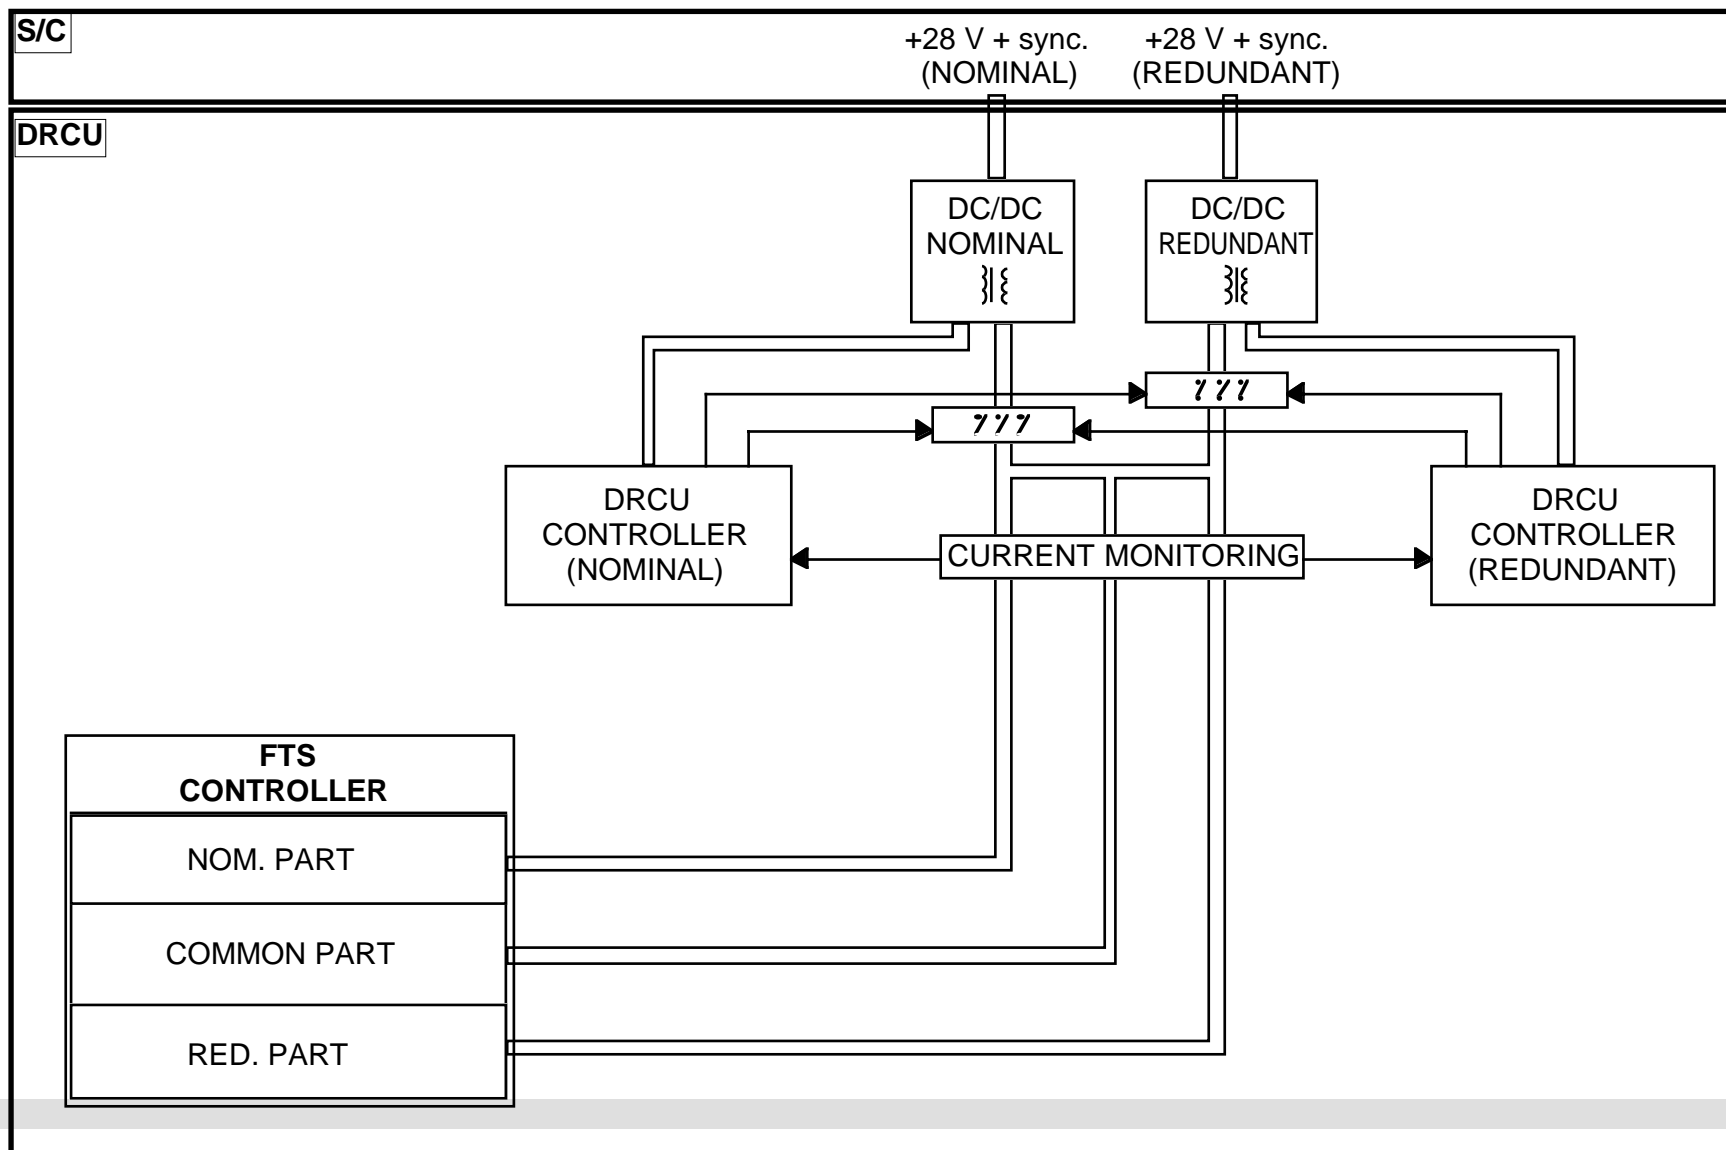 S/C
+28 V + sync.
(NOMINAL)
+28 V + sync.
(REDUNDANT)
DRCU
DC/DC
NOMINAL
DC/DC
REDUNDANT
DRCU
CONTROLLER
(NOMINAL)
CURRENT MONITORING
DRCU
CONTROLLER
(REDUNDANT)
FTS
CONTROLLER
NOM. PART
COMMON PART
RED. PART